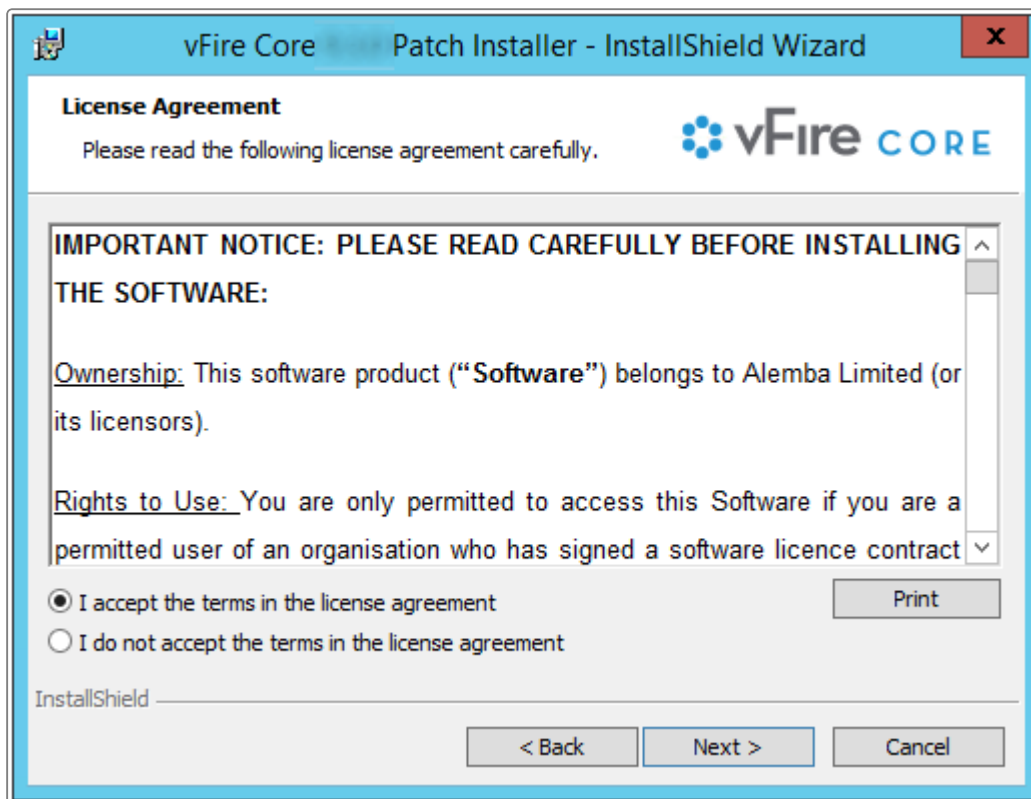 vFire Core Patch Installer - InstallShield Wizard
x
License Agreement
Please read the following license agreement carefully.
vFire CORE
IMPORTANT NOTICE: PLEASE READ CAREFULLY BEFORE INSTALLING
THE SOFTWARE:
Ownership: This software product (“Software”) belongs to Alemba Limited (or
its licensors).
Rights to Use: You are only permitted to access this Software if you are a
permitted user of an organisation who has signed a software licence contract
I accept the terms in the license agreement
Print
I do not accept the terms in the license agreement
InstallShield
< Back Next > Cancel